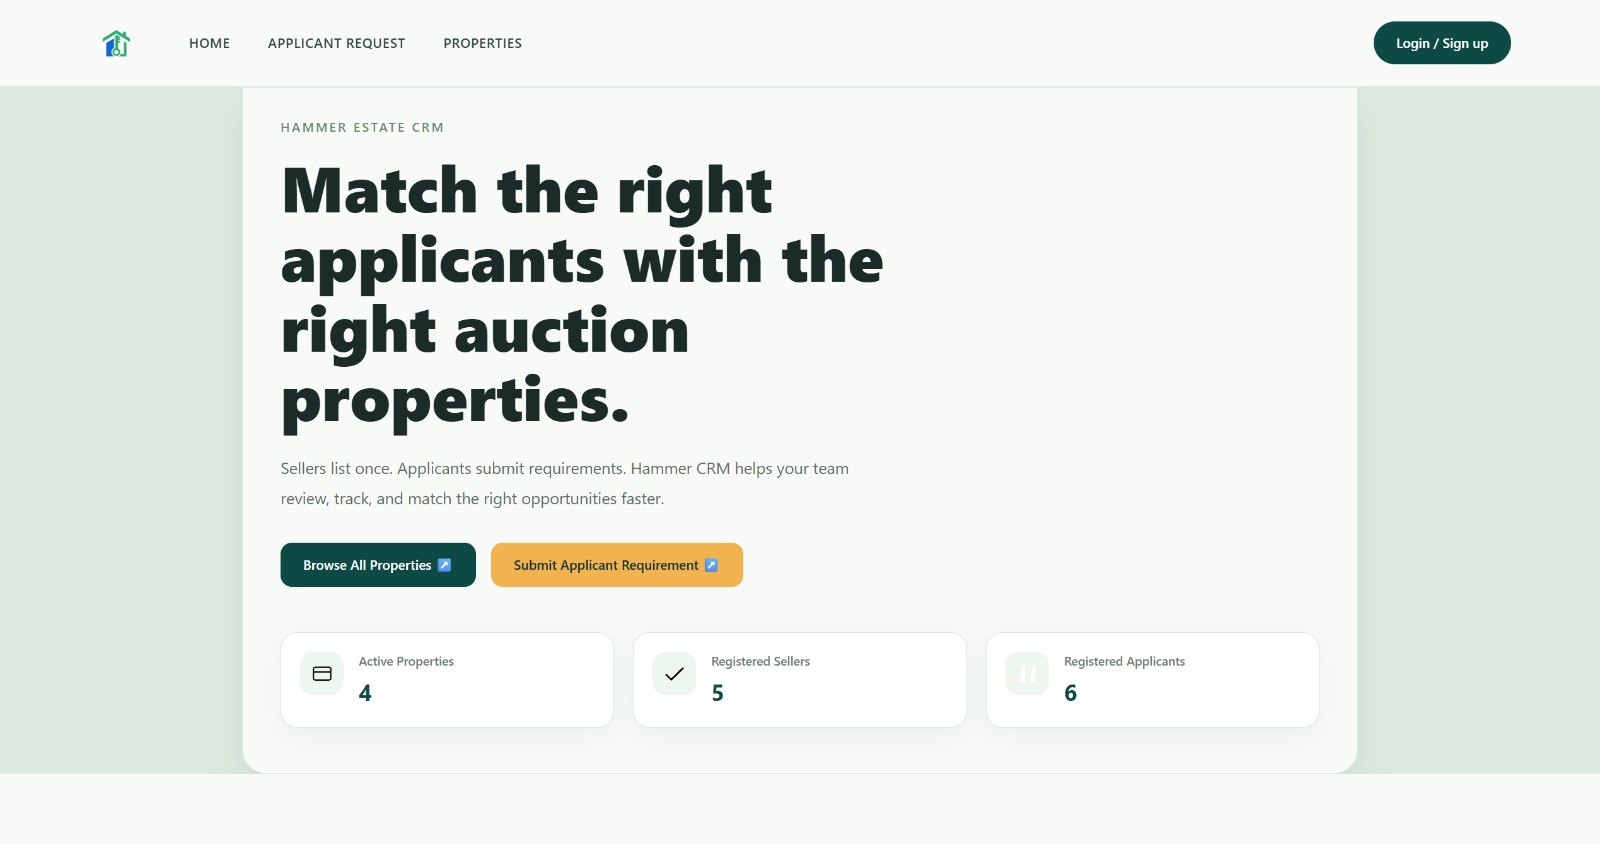 HOME
APPLICANT REQUEST
PROPERTIES
Login / Sign up
HAMMER ESTATE CRM
Match the right
applicants with the
right auction
properties.
Sellers list once. Applicants submit requirements. Hammer CRM helps your team
review, track, and match the right opportunities faster.
Browse All Properties ↗
Submit Applicant Requirement ↗
Active Properties
4
Registered Sellers
5
Registered Applicants
6